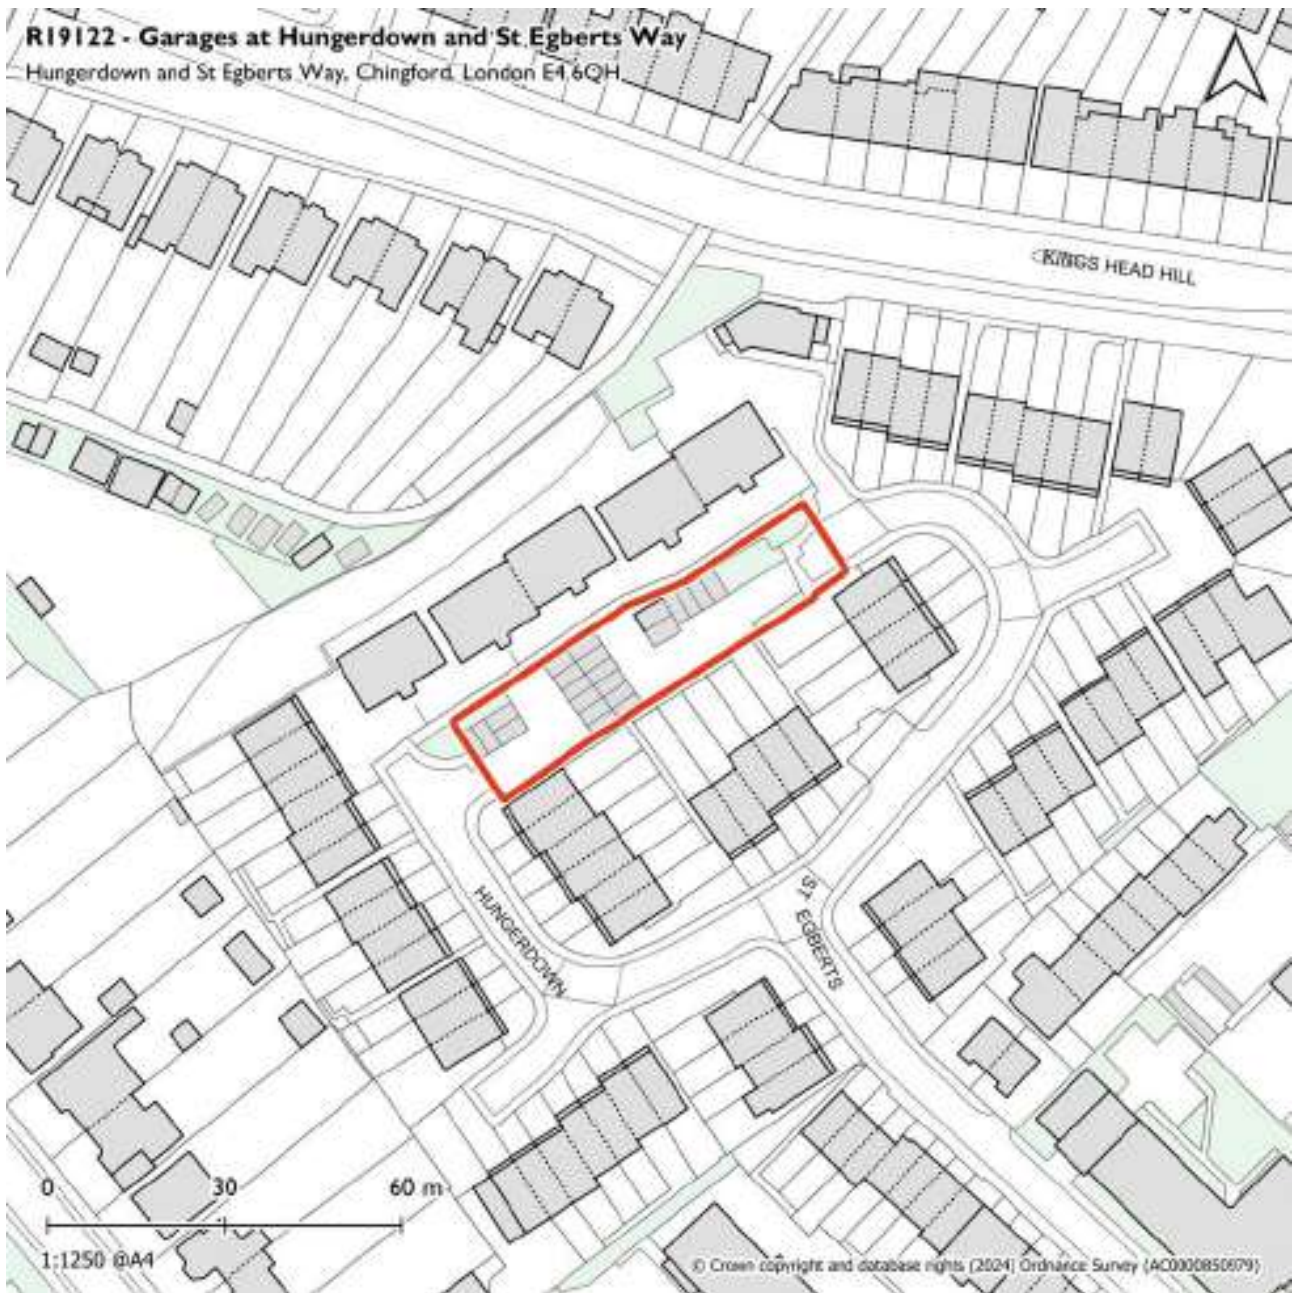 R19122 - Garages at Hungerdown and St Egberts Way
Hungerdown and St Egberts Way, Chingford, London E4 6QH
KINGS HEAD HILL
HUNGERDOWN
ST EGBERTS
0 30 60 m
1:1250 @A4
© Crown copyright and database rights (2024) Ordnance Survey (AC0000850879)